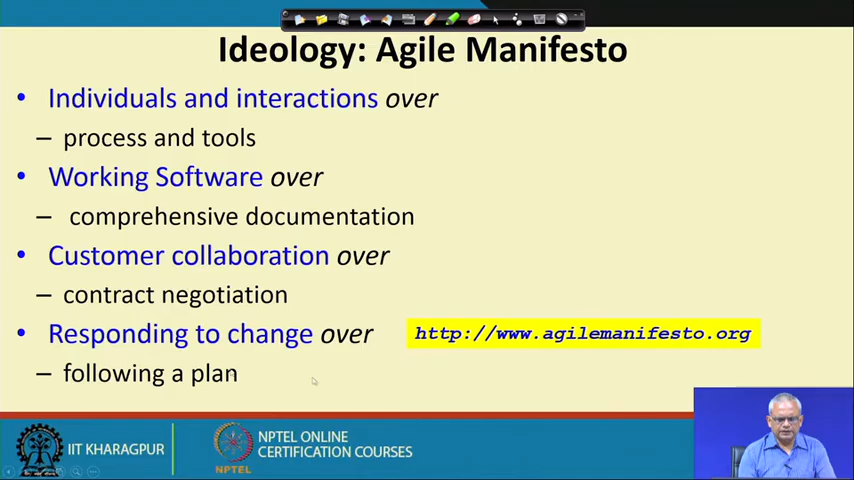 Ideology: Agile Manifesto
• Individuals and interactions over
– process and tools
• Working Software over
– comprehensive documentation
• Customer collaboration over
– contract negotiation
• Responding to change over
http://www.agilemanifesto.org
– following a plan
IIT KHARAGPUR
NPTEL
NPTEL ONLINE
CERTIFICATION COURSES